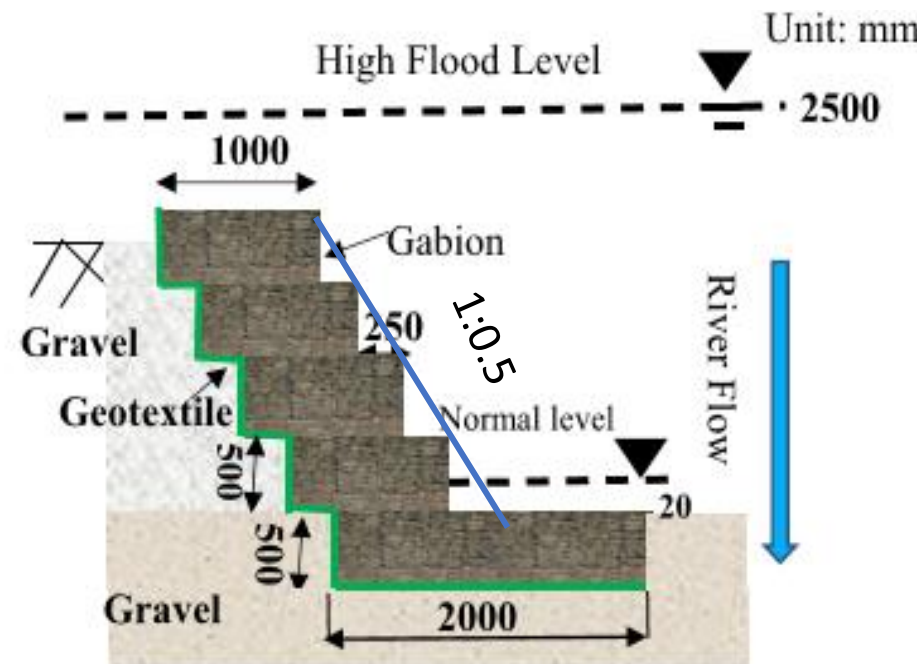 Unit: mm
High Flood Level
2500
1000
Gabion
250
1:0.5
River Flow
Gravel
Geotextile
Normal level
500
20
500
Gravel
2000